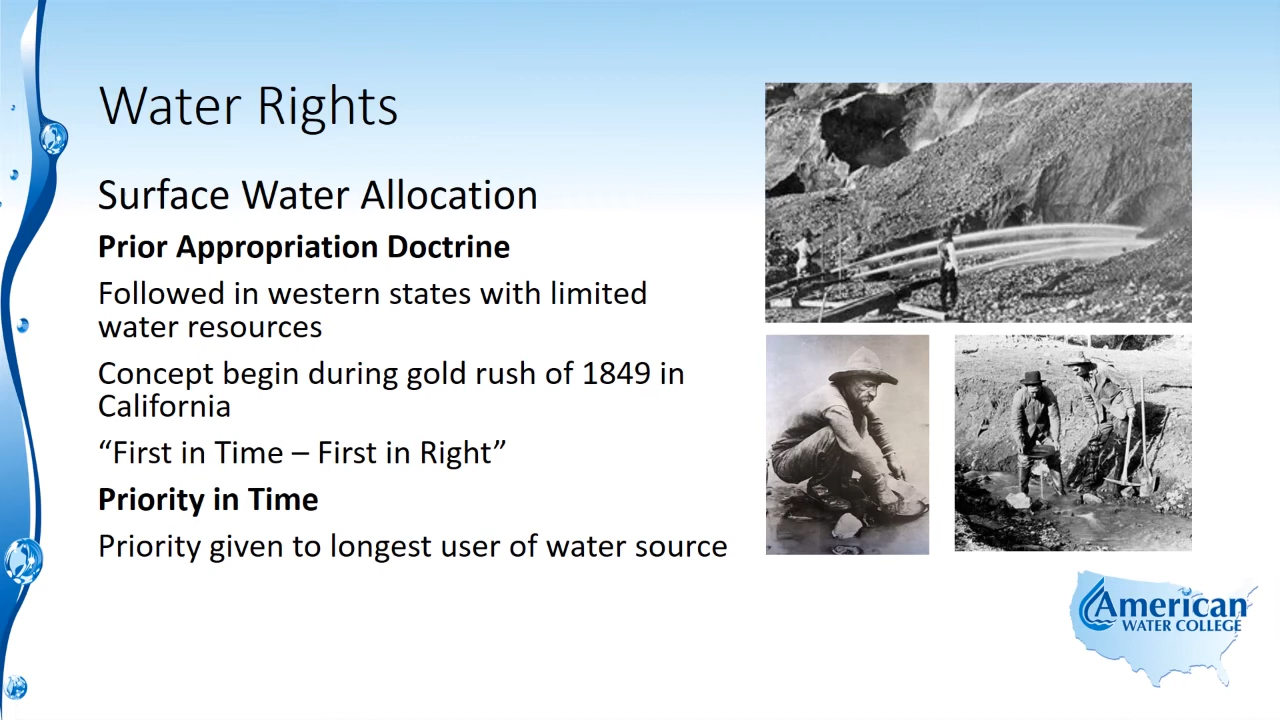 Water Rights
Surface Water Allocation
Prior Appropriation Doctrine
Followed in western states with limited
water resources
Concept begin during gold rush of 1849 in
California
“First in Time – First in Right”
Priority in Time
Priority given to longest user of water source
American
WATER COLLEGE